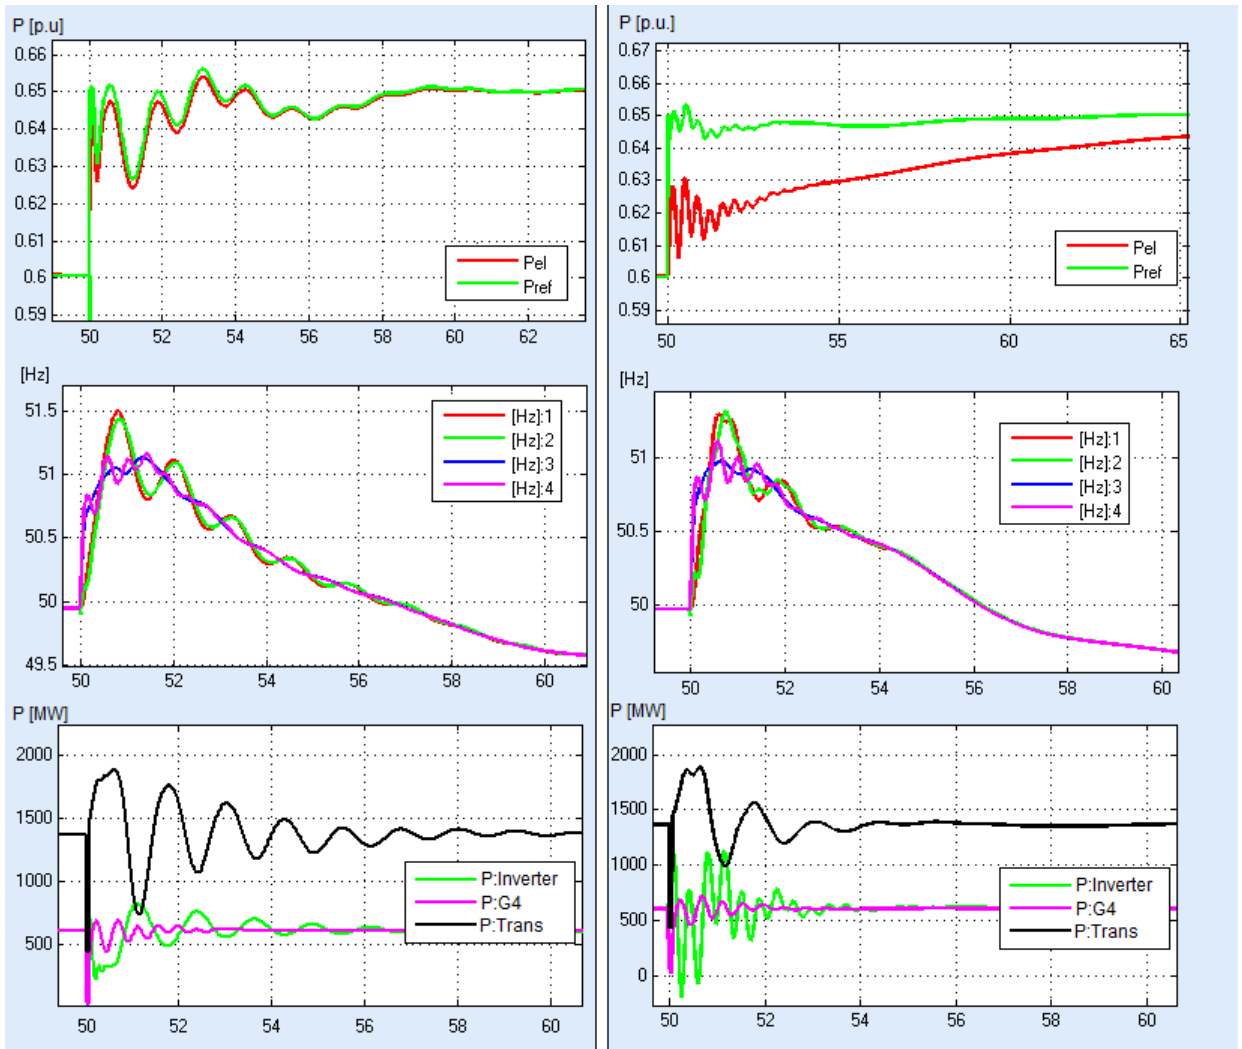 P [p.u]
0.66
0.65
0.64
0.63
0.62
0.61
0.6
0.59
Pel
Pref
50 52 54 56 58 60 62
P [p.u.]
0.67
0.66
0.65
0.64
0.63
0.62
0.61
0.6
0.59
Pel
Pref
50 55 60 65
[Hz]
51.5
51
50.5
50
49.5
[Hz]:1
[Hz]:2
[Hz]:3
[Hz]:4
50 52 54 56 58 60
[Hz]
51
50.5
50
[Hz]:1
[Hz]:2
[Hz]:3
[Hz]:4
50 52 54 56 58 60
P [MW]
2000
1500
1000
500
P:Inverter
P:G4
P:Trans
50 52 54 56 58 60
P [MW]
2000
1500
1000
500
0
P:Inverter
P:G4
P:Trans
50 52 54 56 58 60